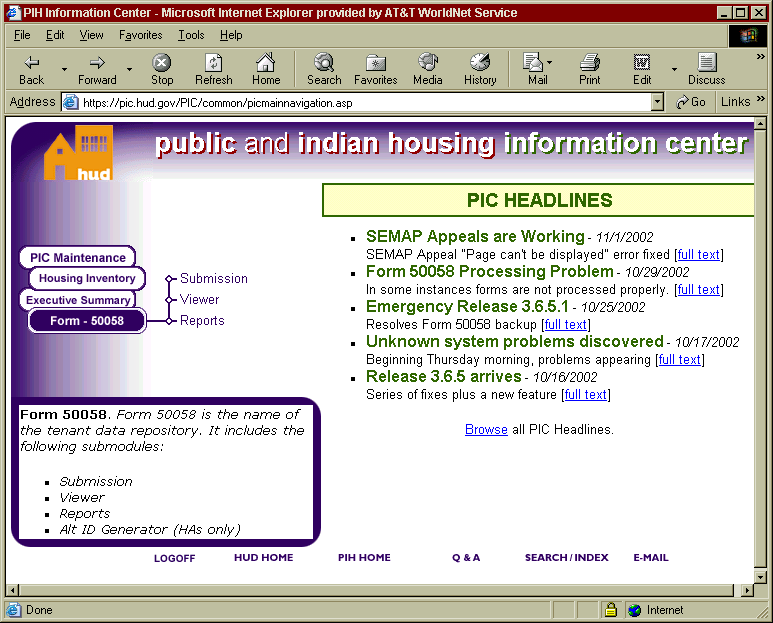 PIH Information Center - Microsoft Internet Explorer provided by AT&T WorldNet Service
File Edit View Favorites Tools Help
Back Forward Stop Refresh Home Search Favorites Media History Mail Print Edit Discuss »
Address https://pic.hud.gov/PIC/common/picmainnavigation.asp Go Links »
hud
public and indian housing information center
PIC HEADLINES
SEMAP Appeals are Working - 11/1/2002
SEMAP Appeal "Page can't be displayed" error fixed [full text]
Form 50058 Processing Problem - 10/29/2002
In some instances forms are not processed properly. [full text]
Emergency Release 3.6.5.1 - 10/25/2002
Resolves Form 50058 backup [full text]
Unknown system problems discovered - 10/17/2002
Beginning Thursday morning, problems appearing [full text]
Release 3.6.5 arrives - 10/16/2002
Series of fixes plus a new feature [full text]
Browse all PIC Headlines.
PIC Maintenance
Housing Inventory
Executive Summary
Form - 50058
Submission
Viewer
Reports
Form 50058. Form 50058 is the name of
the tenant data repository. It includes the
following submodules:
Submission
Viewer
Reports
Alt ID Generator (HAs only)
LOGOFF HUD HOME PIH HOME Q & A SEARCH / INDEX E-MAIL
Done Internet